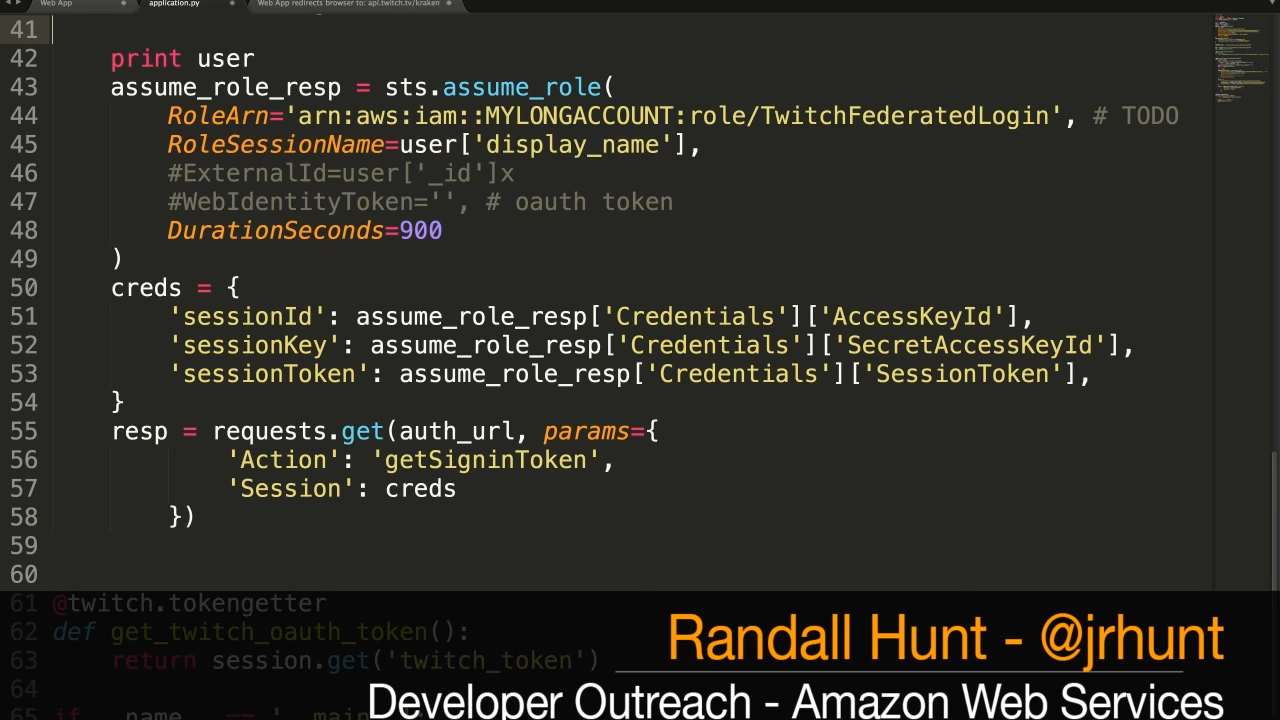 Web App
application.py
Web App redirects browser to: api.twitch.tv/kraken
41
42 print user
43 assume_role_resp = sts.assume_role(
44 RoleArn='arn:aws:iam::MYLONGACCOUNT:role/TwitchFederatedLogin', # TODO
45 RoleSessionName=user['display_name'],
46 #ExternalId=user['_id']x
47 #WebIdentityToken='', # oauth token
48 DurationSeconds=900
49 )
50 creds = {
51 'sessionId': assume_role_resp['Credentials']['AccessKeyId'],
52 'sessionKey': assume_role_resp['Credentials']['SecretAccessKeyId'],
53 'sessionToken': assume_role_resp['Credentials']['SessionToken'],
54 }
55 resp = requests.get(auth_url, params={
56 'Action': 'getSigninToken',
57 'Session': creds
58 })
59
60
61 @twitch.tokengetter
62 def get_twitch_oauth_token():
63 return session.get('twitch_token')
64
65 if name == ' main
Randall Hunt - @jrhunt
Developer Outreach - Amazon Web Services